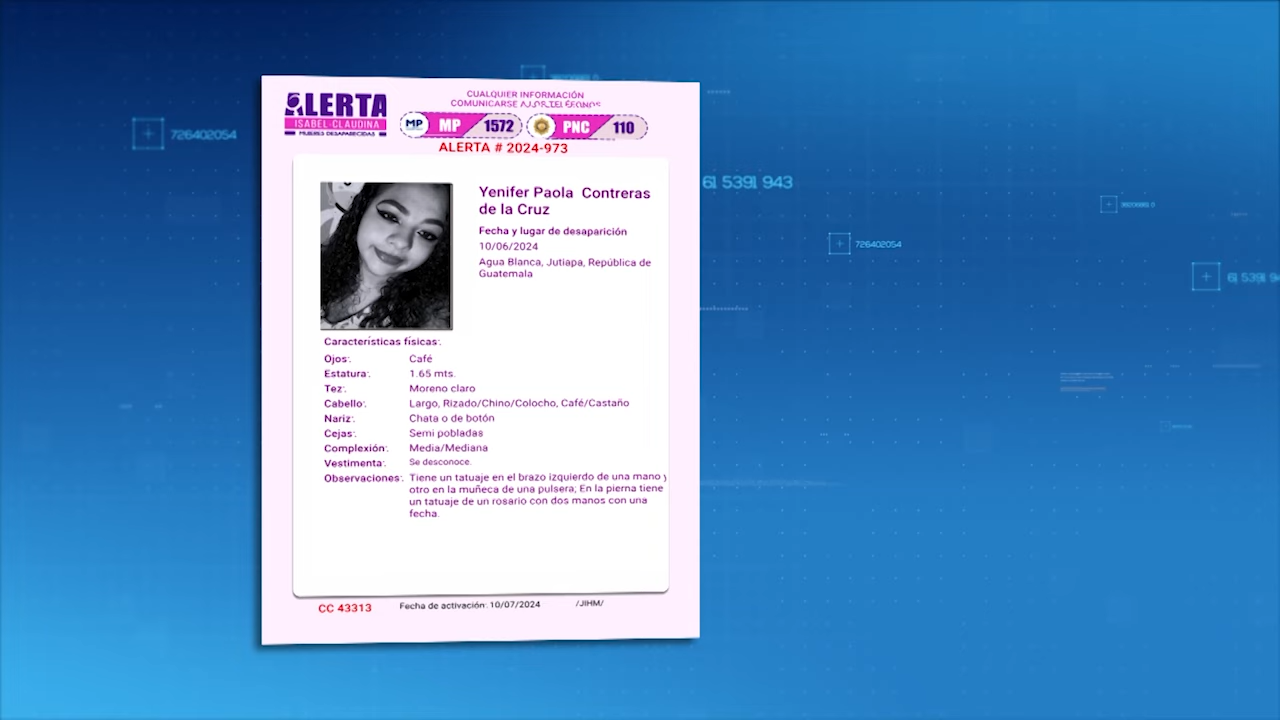 ALERTA
ISABEL-CLAUDINA
MUJERES DESAPARECIDAS
CUALQUIER INFORMACIÓN
COMUNICARSE A LOS TELÉFONOS
MP MP 1572 PNC 110
ALERTA # 2024-973
Yenifer Paola Contreras
de la Cruz
Fecha y lugar de desaparición
10/06/2024
Agua Blanca, Jutiapa, República de
Guatemala
Características físicas:.
Ojos:. Café
Estatura:. 1.65 mts.
Tez:. Moreno claro
Cabello:. Largo, Rizado/Chino/Colocho, Café/Castaño
Nariz:. Chata o de botón
Cejas:. Semi pobladas
Complexión:. Media/Mediana
Vestimenta:. Se desconoce.
Observaciones:. Tiene un tatuaje en el brazo izquierdo de una mano y
otro en la muñeca de una pulsera; En la pierna tiene
un tatuaje de un rosario con dos manos con una
fecha.
CC 43313 Fecha de activación:. 10/07/2024 /JIHM/
726402054
61 5391 943
726402054